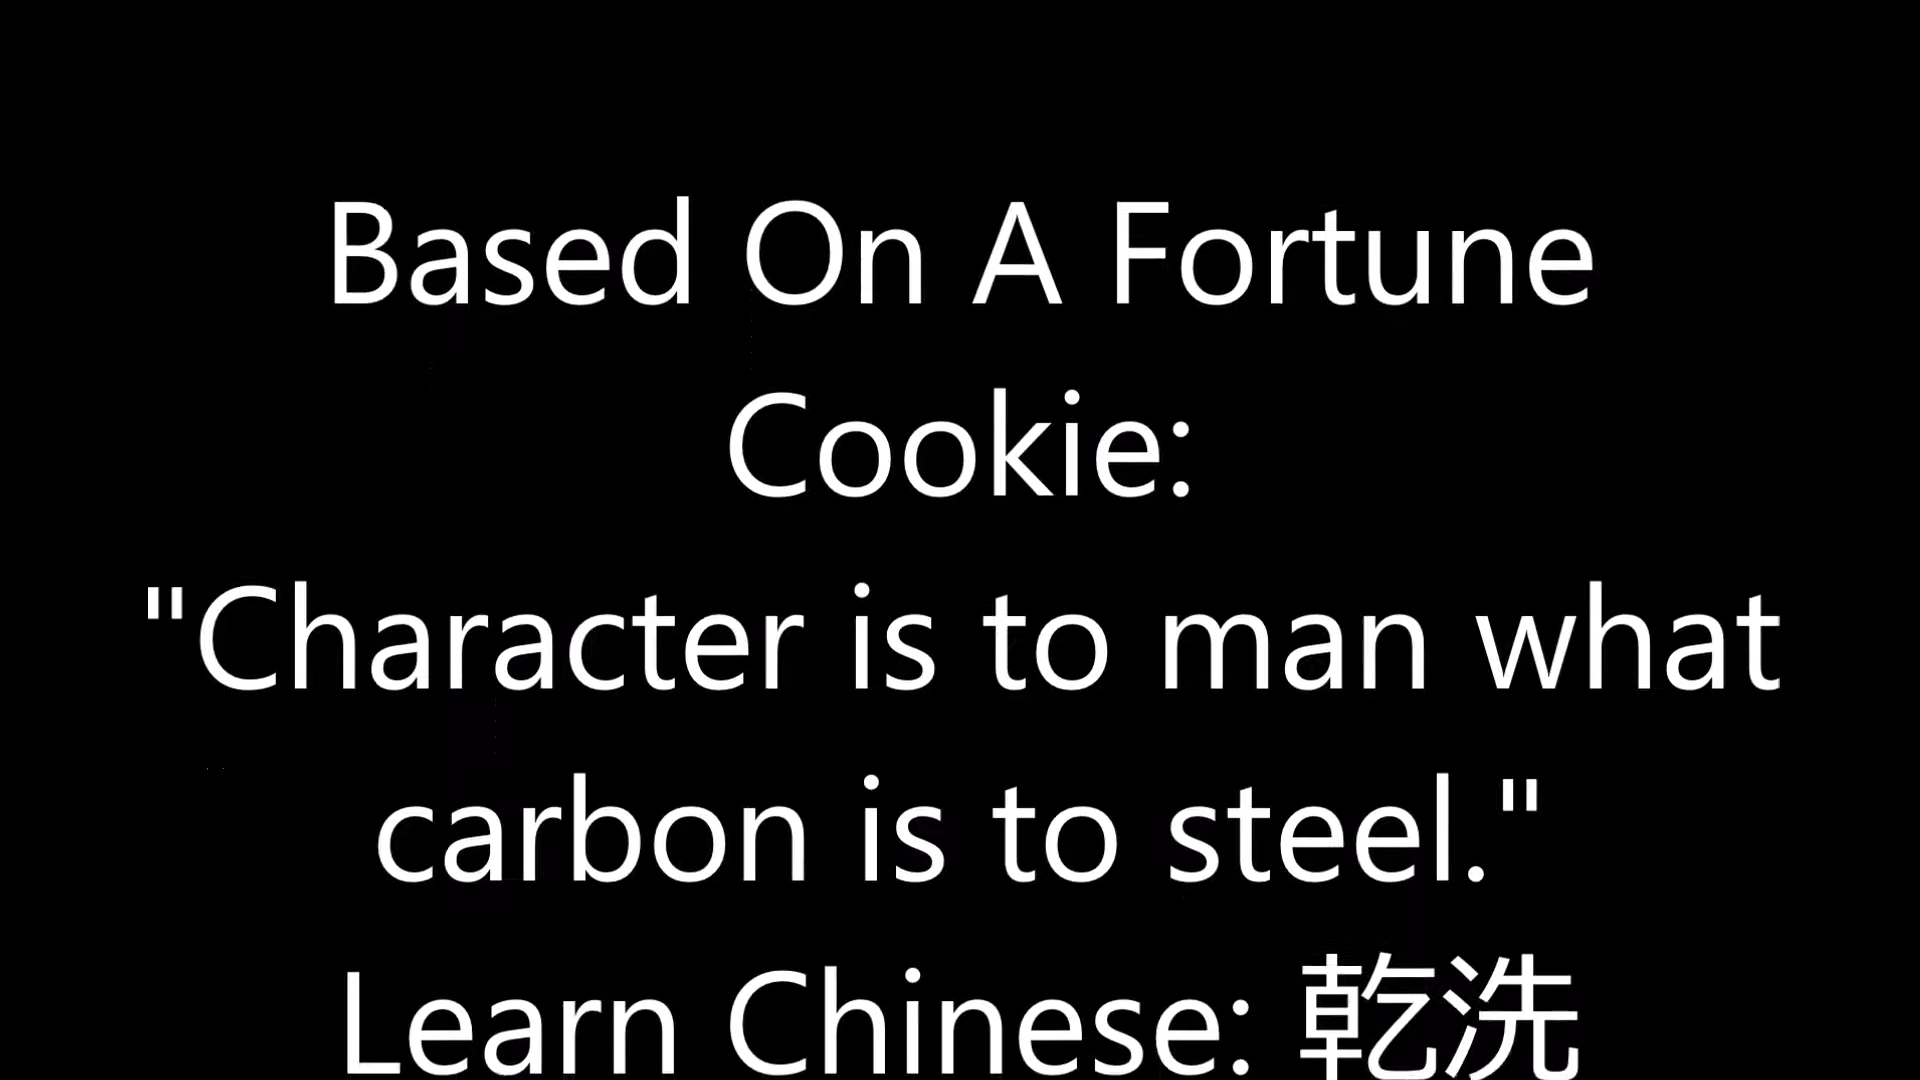 Based On A Fortune
Cookie:
"Character is to man what
carbon is to steel."
Learn Chinese: 乾洗